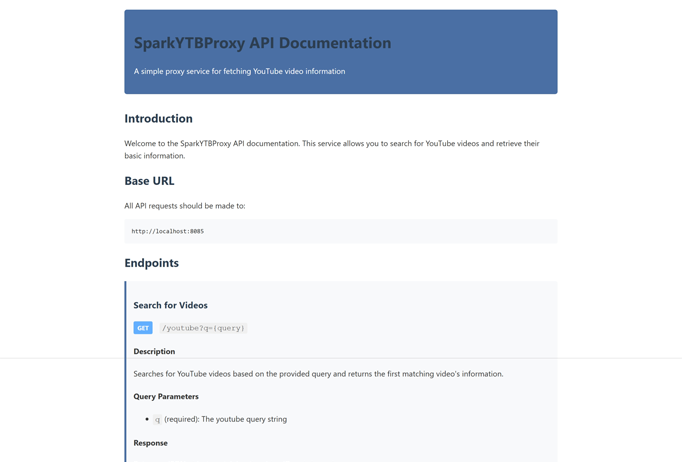 SparkYTBProxy API Documentation
A simple proxy service for fetching YouTube video information
Introduction
Welcome to the SparkYTBProxy API documentation. This service allows you to search for YouTube videos and retrieve their
basic information.
Base URL
All API requests should be made to:
http://localhost:8085
Endpoints
Search for Videos
GET /youtube?q={query}
Description
Searches for YouTube videos based on the provided query and returns the first matching video's information.
Query Parameters
• q (required): The youtube query string
Response